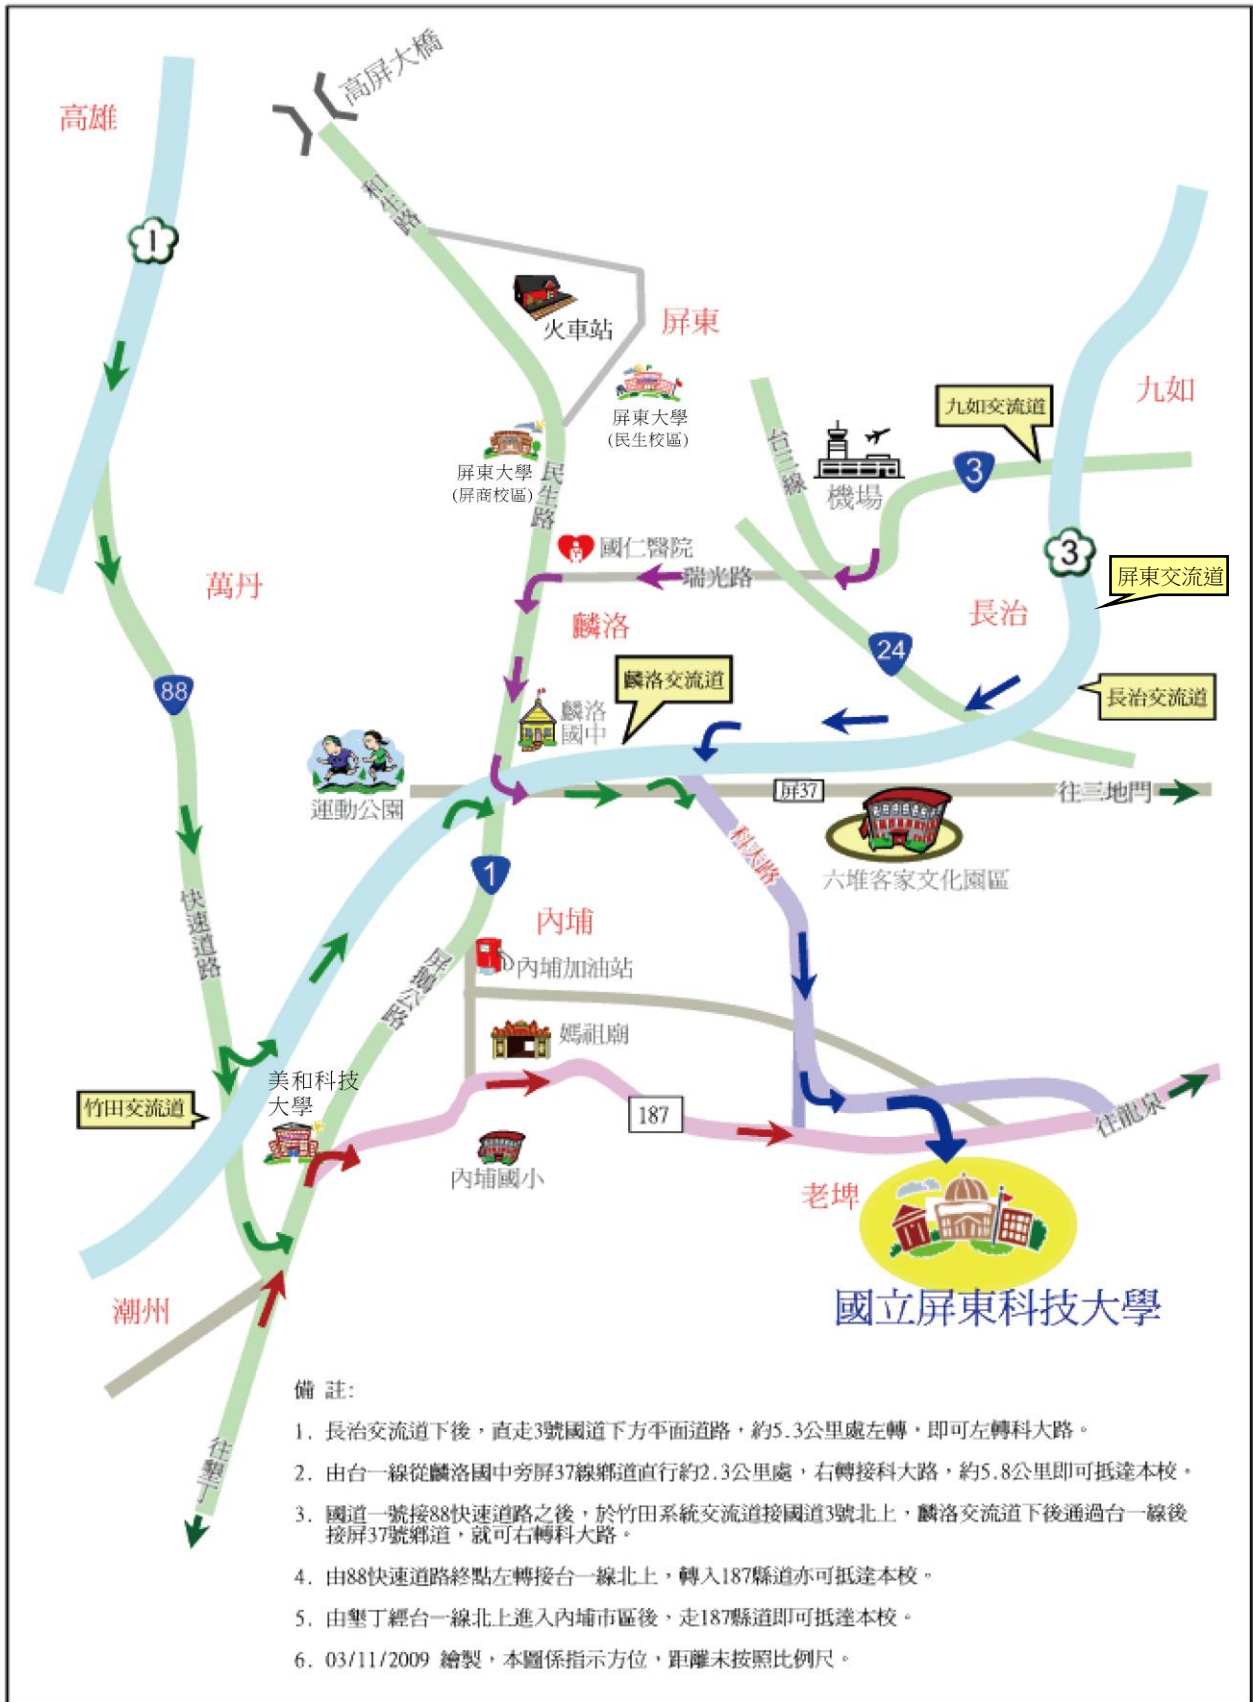 高屏大橋
高雄
和生路
1
火車站
屏東
九如
九如交流道
屏東大學
(民生校區)
台三線
機場
3
屏東大學
(屏商校區)
民生路
國仁醫院
瑞光路
3
屏東交流道
萬丹
麟洛
長治
24
88
麟洛交流道
長治交流道
麟洛
國中
運動公園
屏37
往三地門
科大路
六堆客家文化園區
1
快速道路
內埔
屏鵝公路
內埔加油站
媽祖廟
美和科技
大學
竹田交流道
187
往龍泉
內埔國小
老埤
潮州
國立屏東科技大學
往墾丁
備 註:
1. 長治交流道下後，直走3號國道下方平面道路，約5.3公里處左轉，即可左轉科大路。
2. 由台一線從麟洛國中旁屏37線鄉道直行約2.3公里處，右轉接科大路，約5.8公里即可抵達本校。
3. 國道一號接88快速道路之後，於竹田系統交流道接國道3號北上，麟洛交流道下後通過台一線後
接屏37號鄉道，就可右轉科大路。
4. 由88快速道路終點左轉接台一線北上，轉入187縣道亦可抵達本校。
5. 由墾丁經台一線北上進入內埔市區後，走187縣道即可抵達本校。
6. 03/11/2009 繪製，本圖係指示方位，距離未按照比例尺。